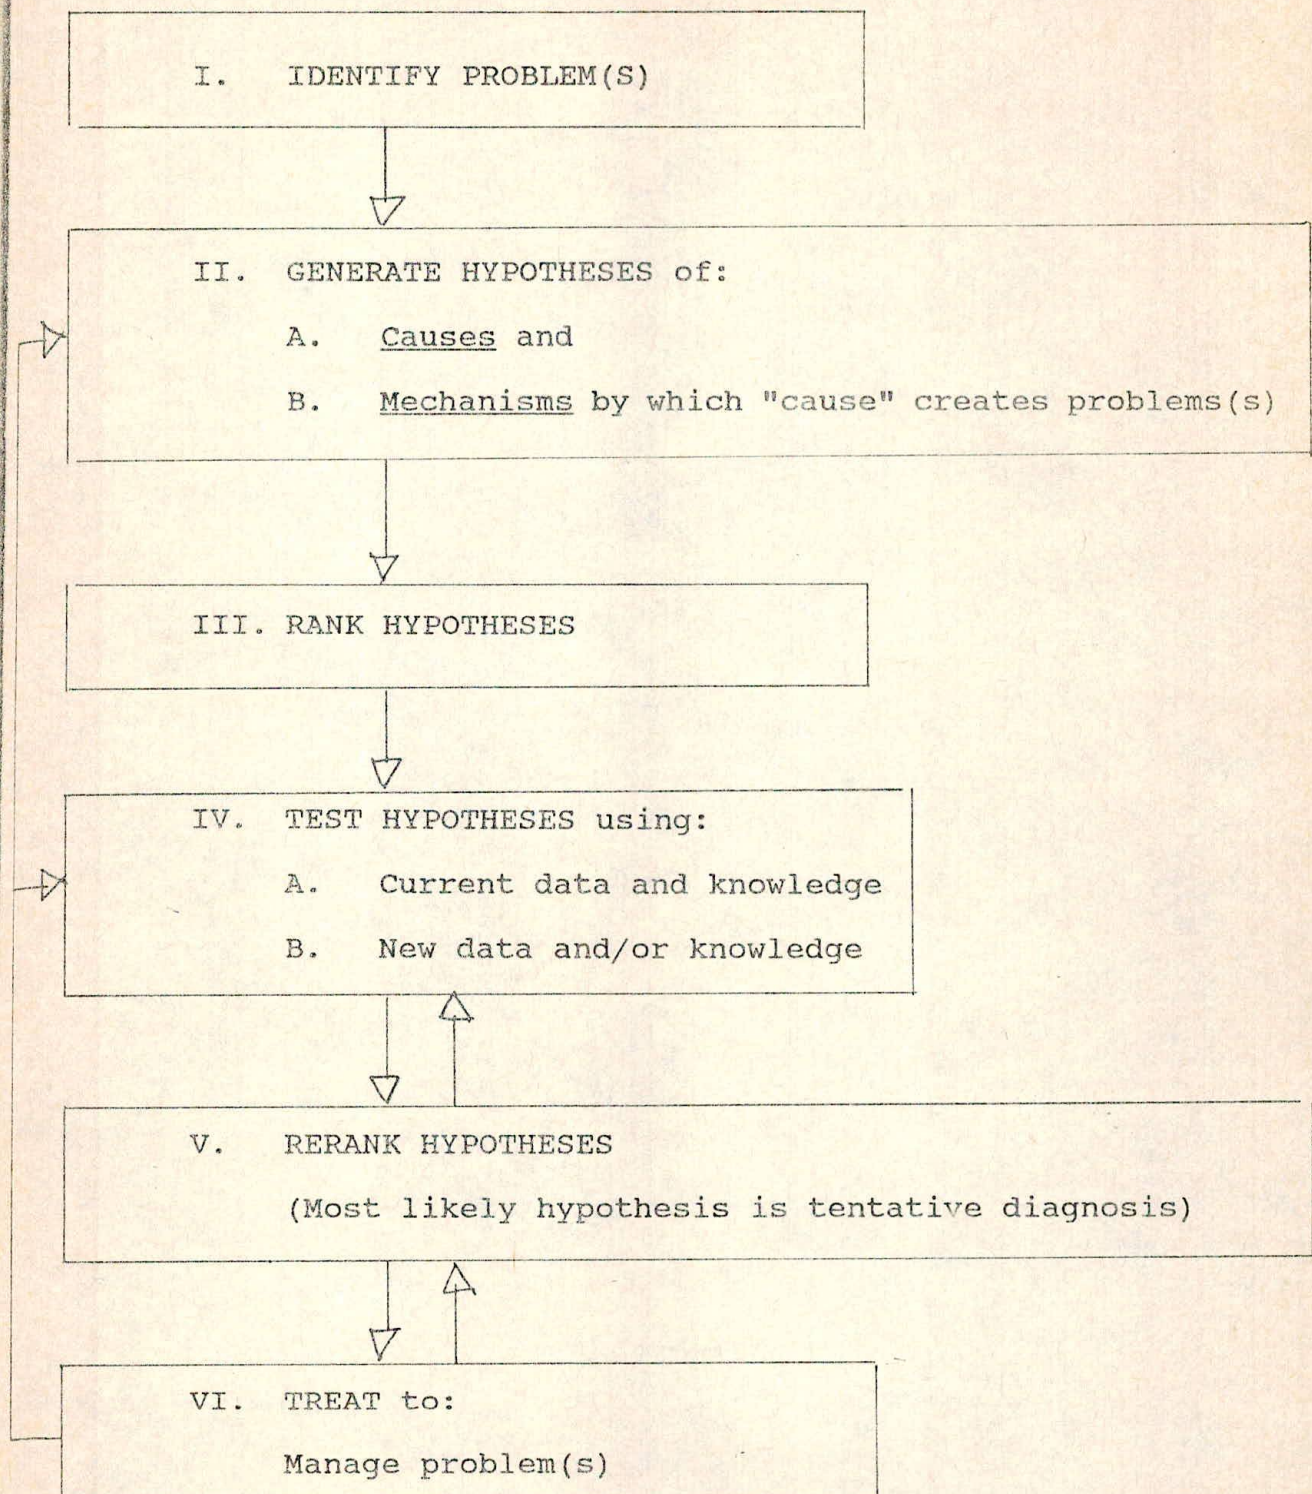 I. IDENTIFY PROBLEM(S)
II. GENERATE HYPOTHESES of:
A. Causes and
B. Mechanisms by which "cause" creates problems(s)
III. RANK HYPOTHESES
IV. TEST HYPOTHESES using:
A. Current data and knowledge
B. New data and/or knowledge
V. RERANK HYPOTHESES
(Most likely hypothesis is tentative diagnosis)
VI. TREAT to:
Manage problem(s)